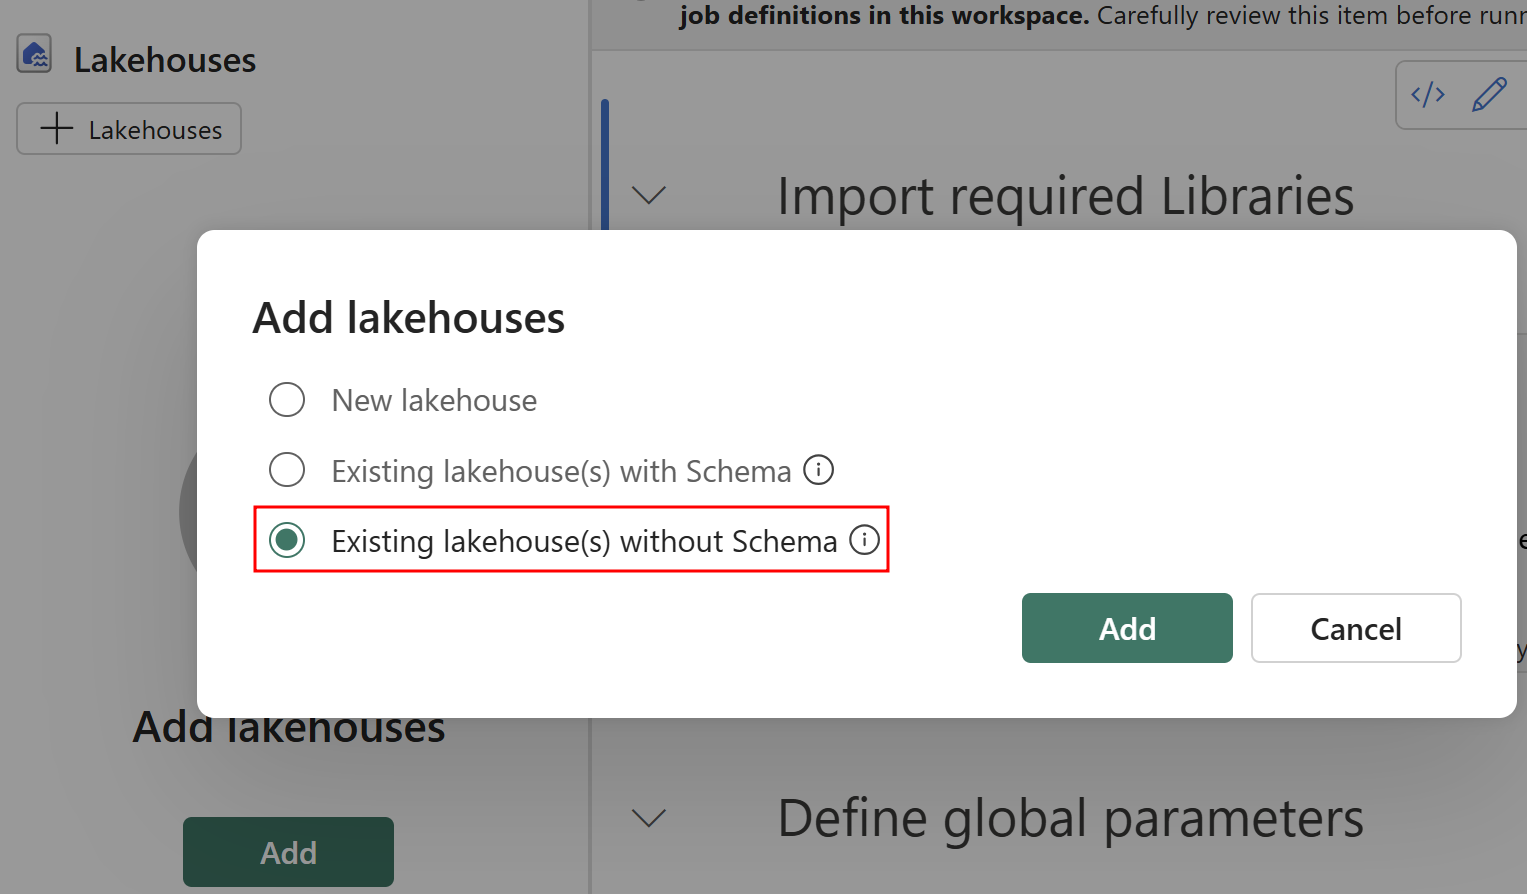 job definitions in this workspace. Carefully review this item before
Lakehouses
Lakehouses
</>
Import required Libraries
Add lakehouses
New lakehouse
Existing lakehouse(s) with Schema
Existing lakehouse(s) without Schema
Add
Cancel
Add lakehouses
Add
Define global parameters